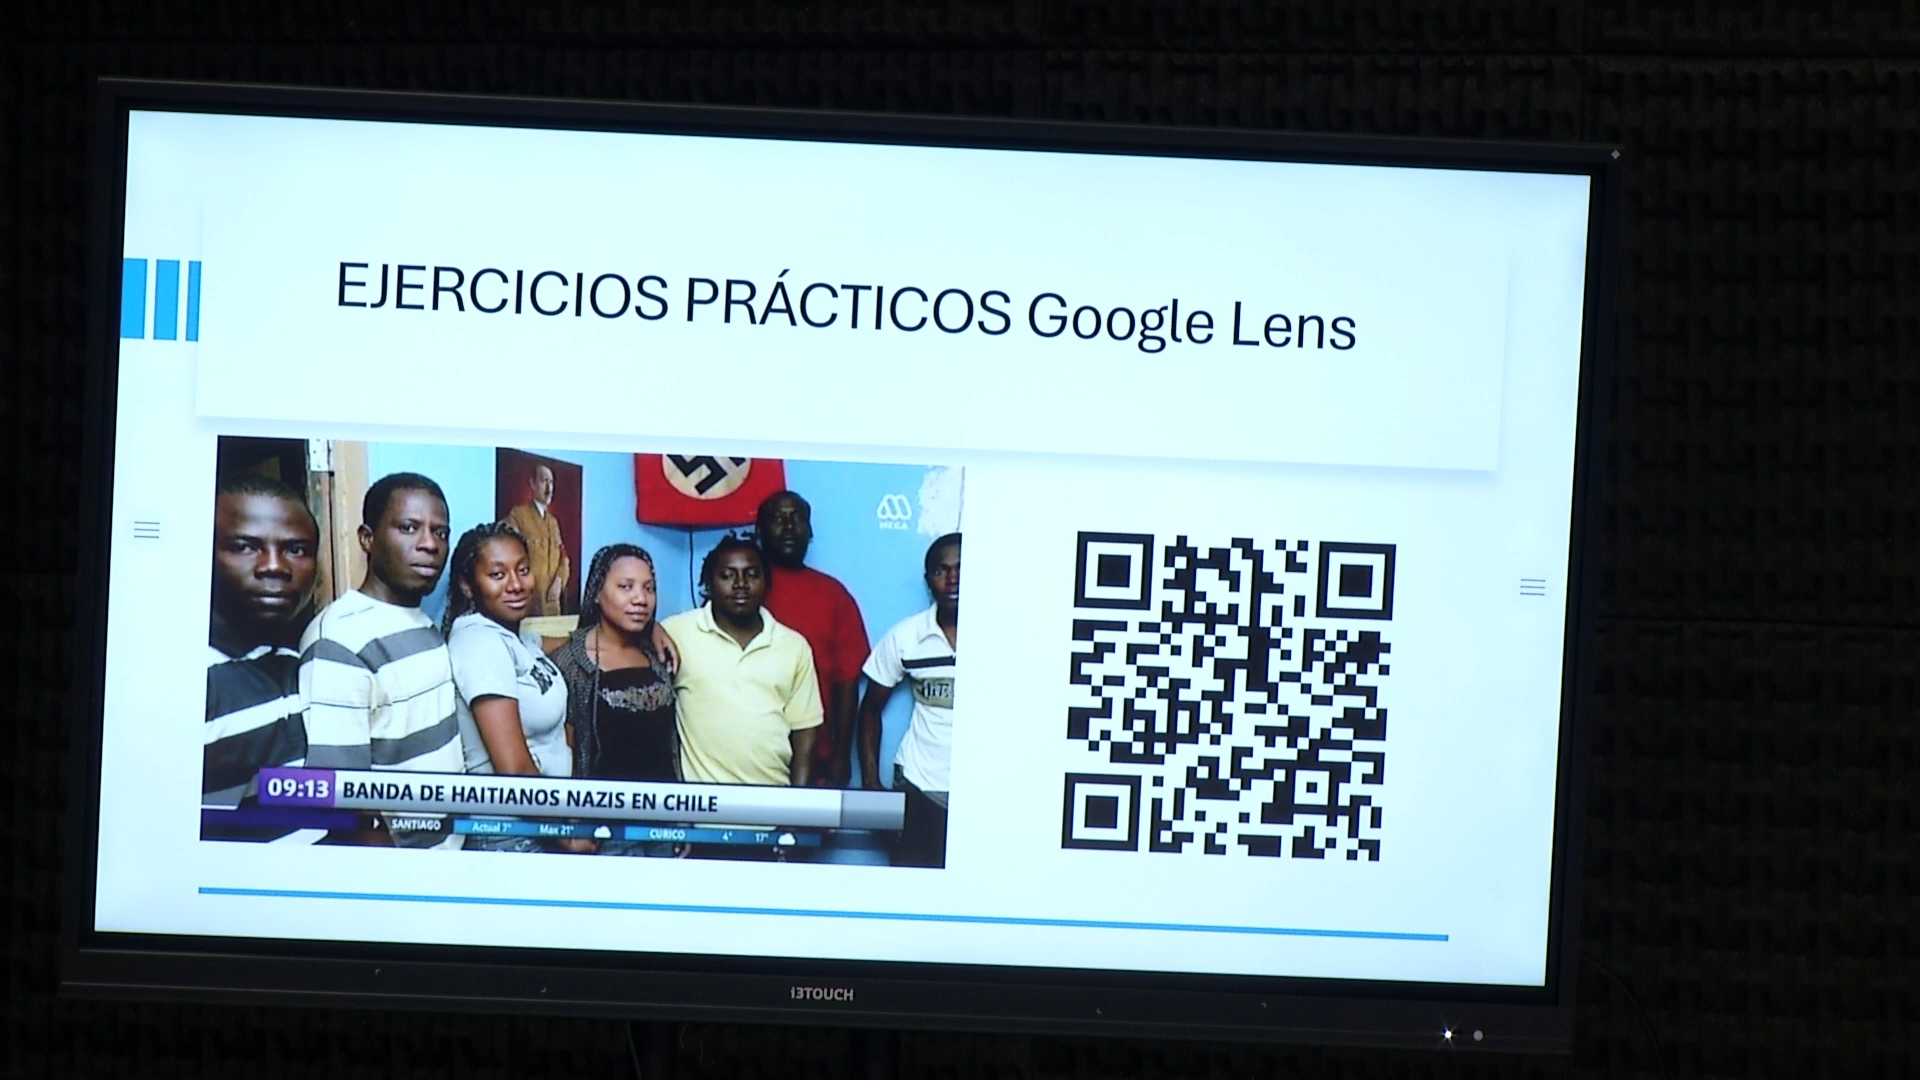 EJERCICIOS PRÁCTICOS Google Lens
MEGA
09:13 BANDA DE HAITIANOS NAZIS EN CHILE
SANTIAGO Actual 7° Max 21° CURICO 4° 17°
i3TOUCH